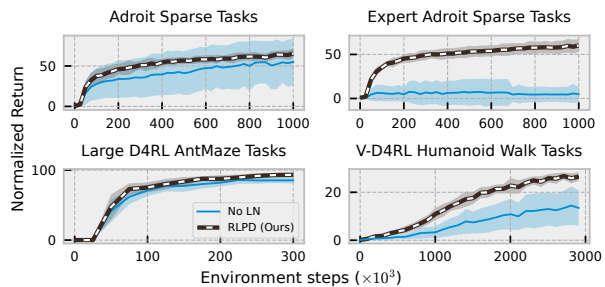 Adroit Sparse Tasks
Expert Adroit Sparse Tasks
Normalized Return
50
0
0 200 400 600 800 1000
50
0
0 200 400 600 800 1000
Large D4RL AntMaze Tasks
V-D4RL Humanoid Walk Tasks
100
0
No LN
RLPD (Ours)
0 100 200 300
20
0
0 1000 2000 3000
Environment steps (×10³)